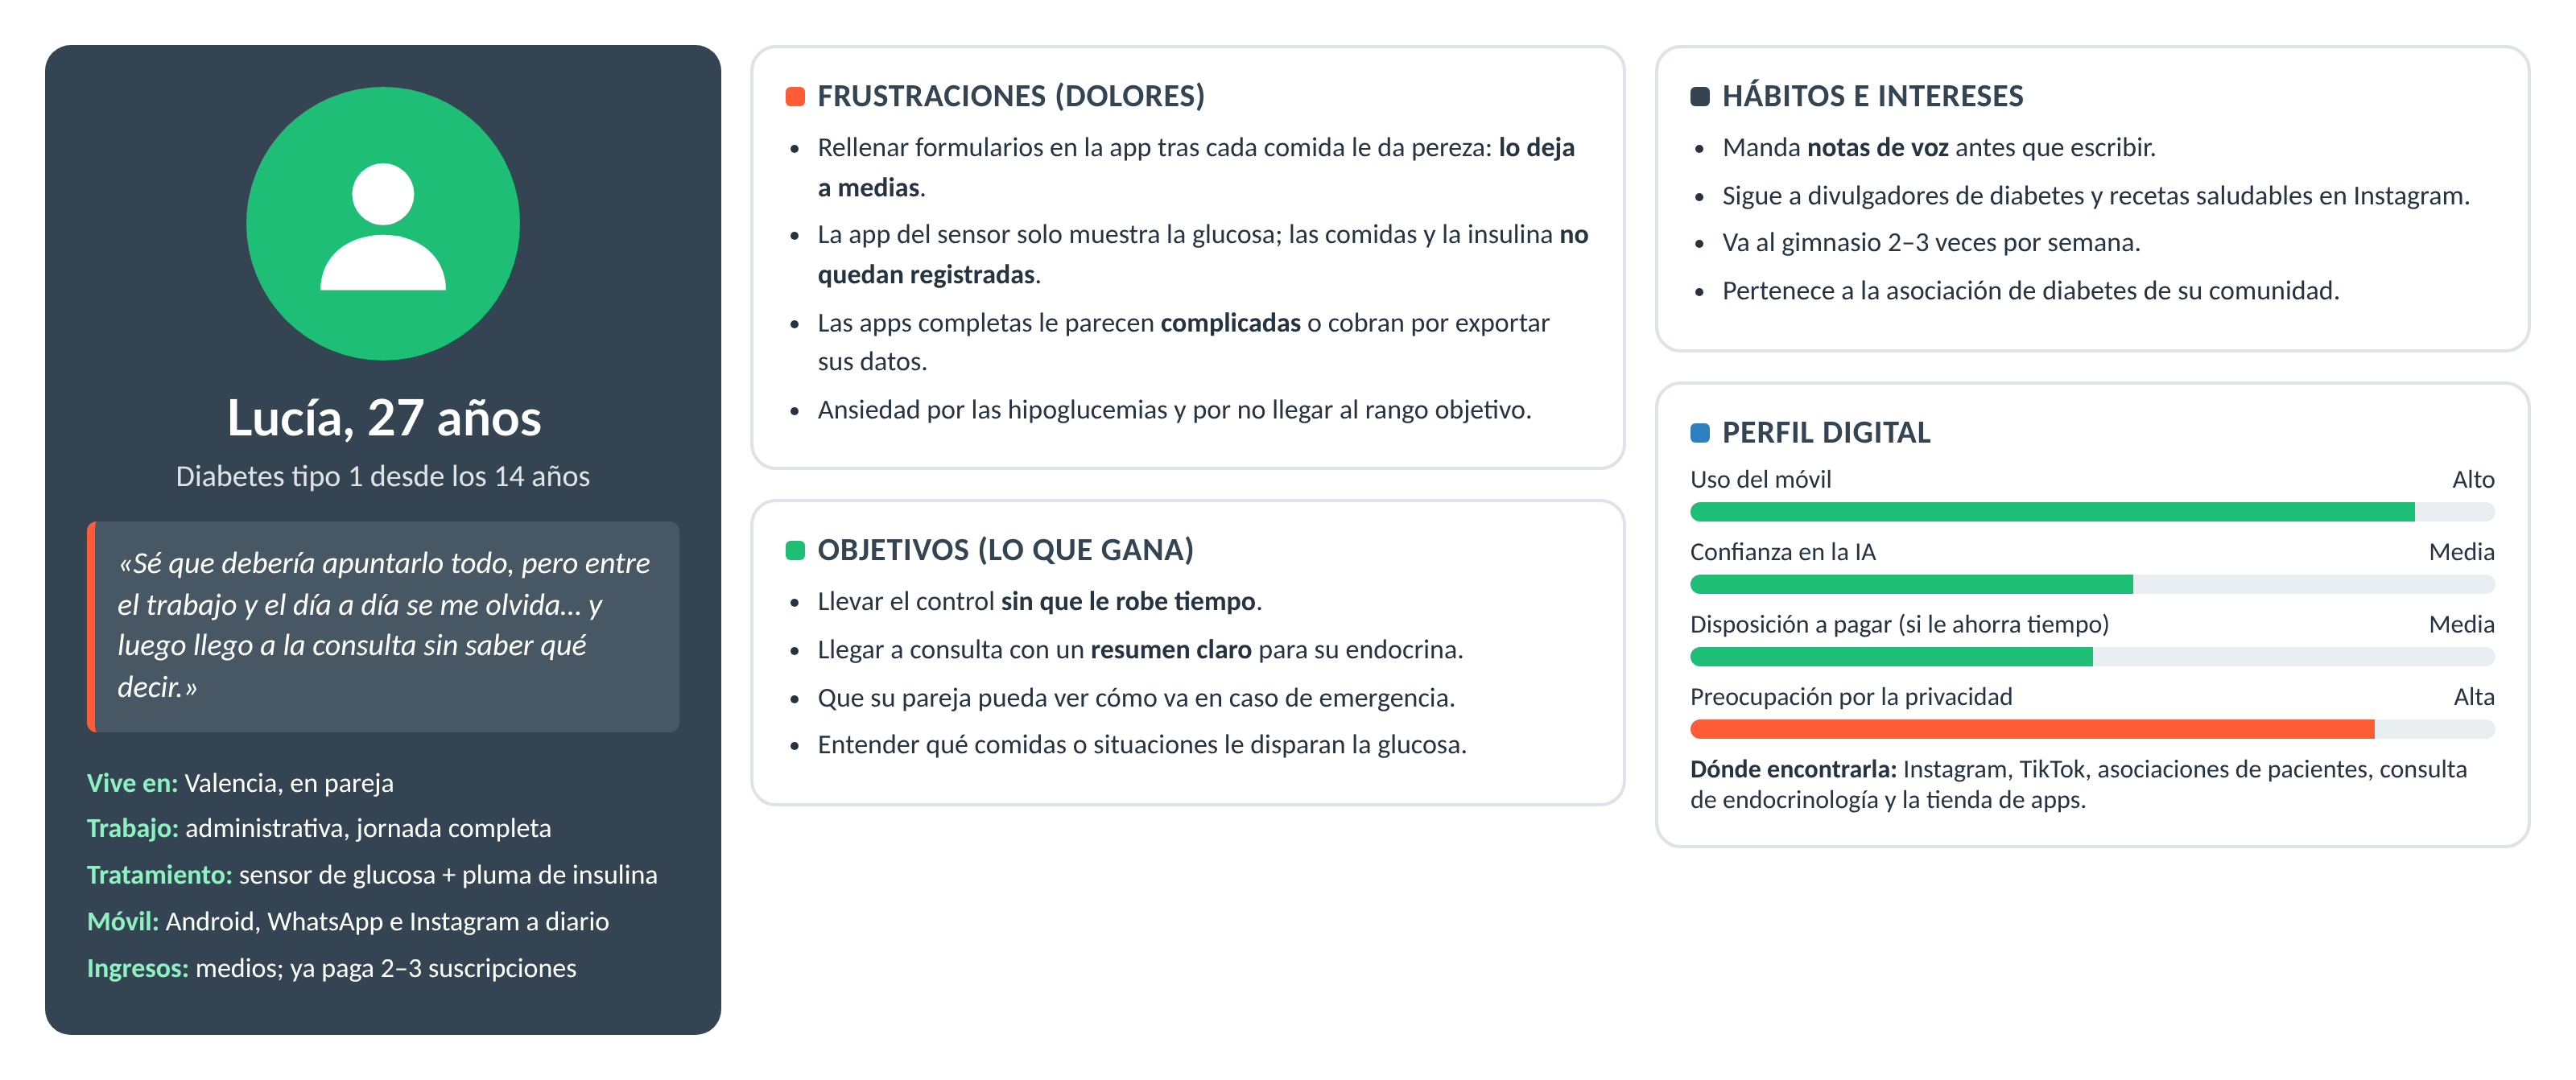 Lucía, 27 años
Diabetes tipo 1 desde los 14 años
«Sé que debería apuntarlo todo, pero entre
el trabajo y el día a día se me olvida... y
luego llego a la consulta sin saber qué
decir.»
Vive en: Valencia, en pareja
Trabajo: administrativa, jornada completa
Tratamiento: sensor de glucosa + pluma de insulina
Móvil: Android, WhatsApp e Instagram a diario
Ingresos: medios; ya paga 2–3 suscripciones
FRUSTRACIONES (DOLORES)
• Rellenar formularios en la app tras cada comida le da pereza: lo deja
a medias.
• La app del sensor solo muestra la glucosa; las comidas y la insulina no
quedan registradas.
• Las apps completas le parecen complicadas o cobran por exportar
sus datos.
• Ansiedad por las hipoglucemias y por no llegar al rango objetivo.
OBJETIVOS (LO QUE GANA)
• Llevar el control sin que le robe tiempo.
• Llegar a consulta con un resumen claro para su endocrina.
• Que su pareja pueda ver cómo va en caso de emergencia.
• Entender qué comidas o situaciones le disparan la glucosa.
HÁBITOS E INTERESES
• Manda notas de voz antes que escribir.
• Sigue a divulgadores de diabetes y recetas saludables en Instagram.
• Va al gimnasio 2–3 veces por semana.
• Pertenece a la asociación de diabetes de su comunidad.
PERFIL DIGITAL
Uso del móvil Alto
Confianza en la IA Media
Disposición a pagar (si le ahorra tiempo) Media
Preocupación por la privacidad Alta
Dónde encontrarla: Instagram, TikTok, asociaciones de pacientes, consulta
de endocrinología y la tienda de apps.